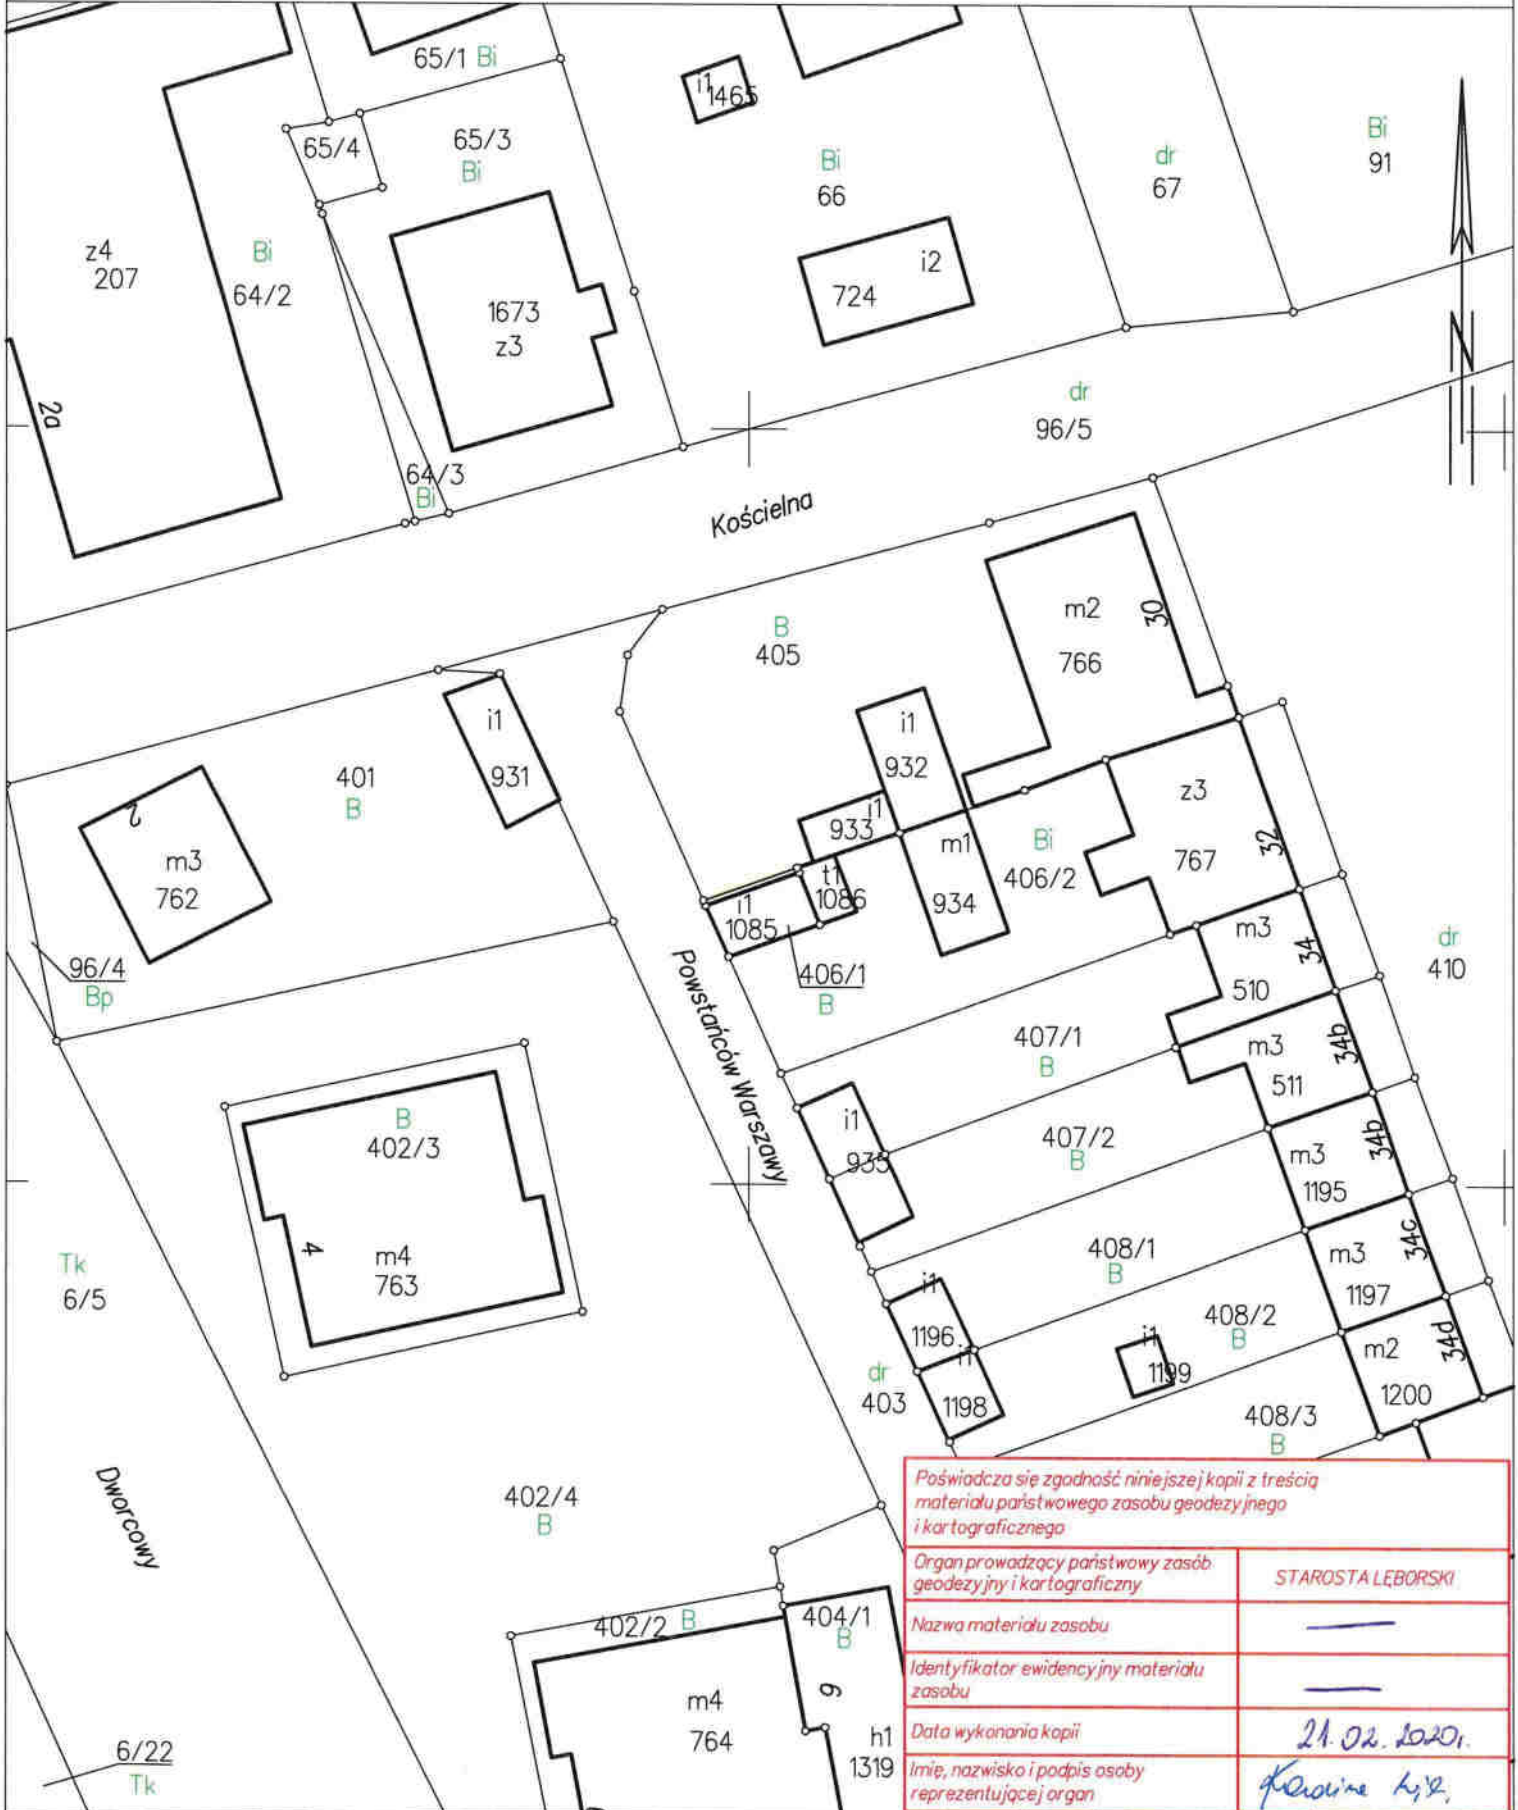 65/1 Bi
i1
1465
65/4
65/3
Bi
Bi
66
dr
67
Bi
91
z4
207
Bi
64/2
1673
z3
i2
724
2a
dr
96/5
64/3
Bi
Kościelna
B
405
m2
766
30
i1
931
401
B
2
m3
762
i1
932
i1
933
m1
934
Bi
406/2
z3
767
32
t1
1086
i1
1085
406/1
B
96/4
Bp
m3
510
34
dr
410
Powstańców Warszawy
407/1
B
m3
511
34b
B
402/3
i1
935
407/2
B
m3
1195
34b
4
m4
763
Tk
6/5
408/1
B
m3
1197
34c
i1
1196
i1
1198
408/2
B
i1
1199
m2
1200
34d
dr
403
408/3
B
Dworcowy
402/4
B
402/2 B
404/1
B
6
m4
764
h1
1319
6/22
Tk
N
Poświadcza się zgodność niniejszej kopii z treścią
materiału państwowego zasobu geodezyjnego
i kartograficznego
Organ prowadzący państwowy zasób
geodezyjny i kartograficzny
STAROSTA LĘBORSKI
Nazwa materiału zasobu
Identyfikator ewidencyjny materiału
zasobu
Data wykonania kopii
21.02.2020r.
Imię, nazwisko i podpis osoby
reprezentującej organ